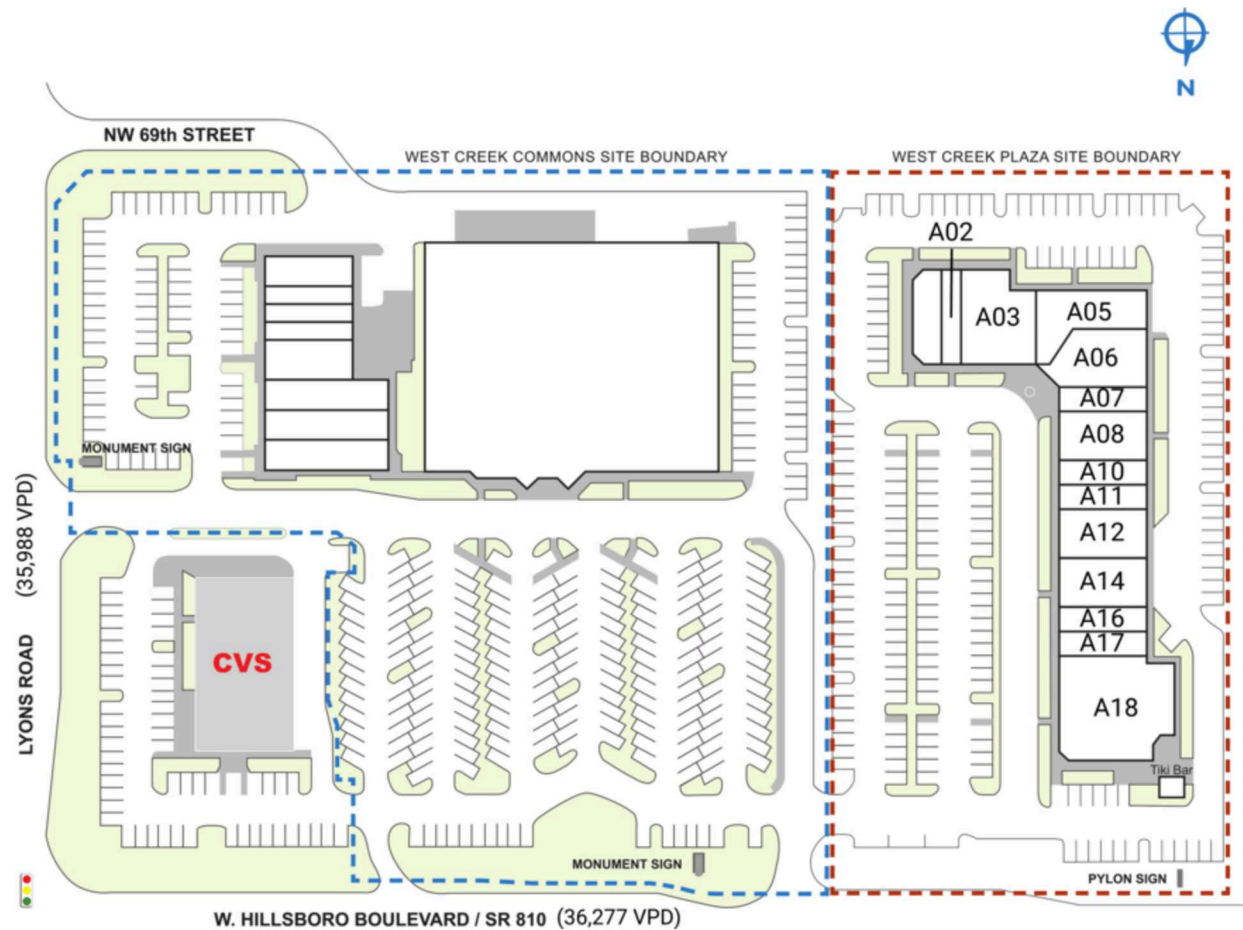 N
NW 69th STREET
WEST CREEK COMMONS SITE BOUNDARY
WEST CREEK PLAZA SITE BOUNDARY
A02
A03
A05
A06
A07
A08
A10
A11
A12
A14
A16
A17
A18
Tiki Bar
MONUMENT SIGN
LYONS ROAD (35,988 VPD)
CVS
MONUMENT SIGN
PYLON SIGN
W. HILLSBORO BOULEVARD / SR 810 (36,277 VPD)